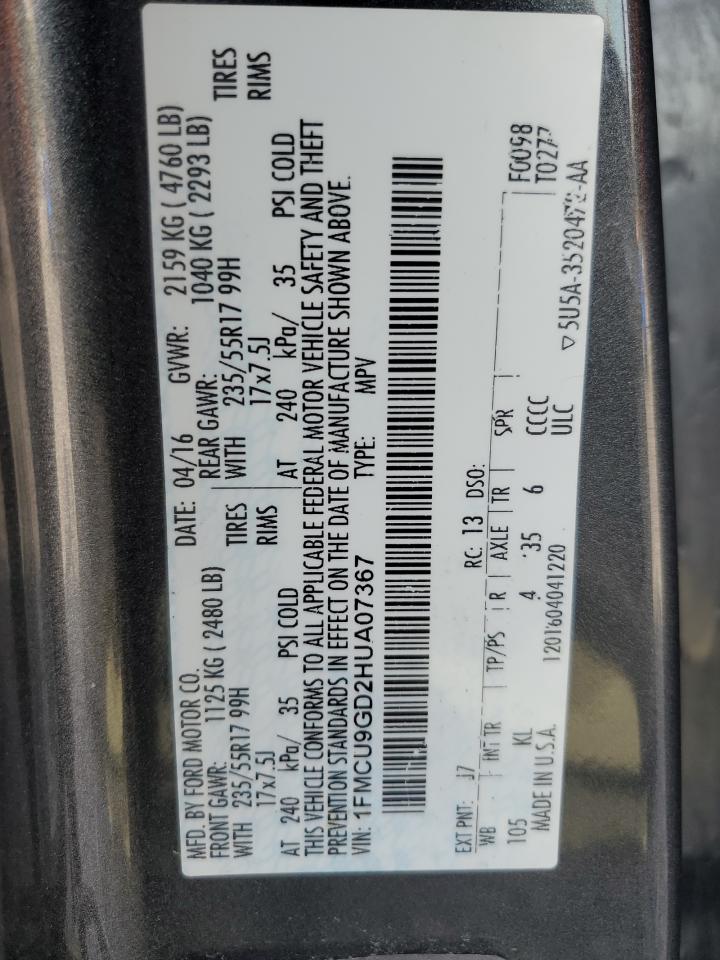 MFD. BY FORD MOTOR CO. DATE: 04/16 GVWR: 2159 KG ( 4760 LB)
FRONT GAWR: 1125 KG ( 2480 LB) REAR GAWR: 1040 KG ( 2293 LB)
WITH 235/55R17 99H TIRES WITH 235/55R17 99H TIRES
17x7.5J RIMS 17x7.5J RIMS
AT 240 kPa/ 35 PSI COLD AT 240 kPa/ 35 PSI COLD
THIS VEHICLE CONFORMS TO ALL APPLICABLE FEDERAL MOTOR VEHICLE SAFETY AND THEFT
PREVENTION STANDARDS IN EFFECT ON THE DATE OF MANUFACTURE SHOWN ABOVE.
VIN: 1FMCU9GD2HUA07367 TYPE: MPV
EXT PNT: J7 RC: 13 DSO: F0098
WB INT TR TP/PS R AXLE TR SPR T0277
105 KL 4 35 6 CCCC
MADE IN U.S.A. 1201604041220 ULC